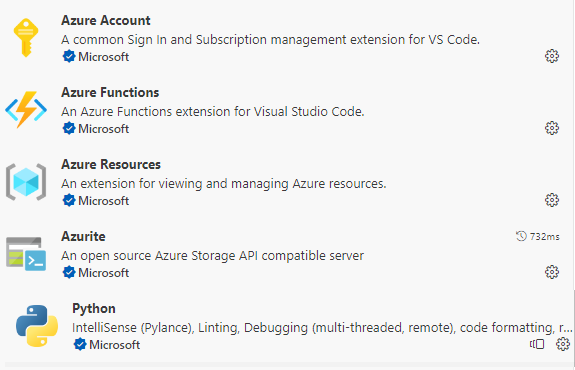 Azure Account
A common Sign In and Subscription management extension for VS Code.
Microsoft
Azure Functions
An Azure Functions extension for Visual Studio Code.
Microsoft
Azure Resources
An extension for viewing and managing Azure resources.
Microsoft
Azurite 732ms
An open source Azure Storage API compatible server
Microsoft
Python
IntelliSense (Pylance), Linting, Debugging (multi-threaded, remote), code formatting, r...
Microsoft